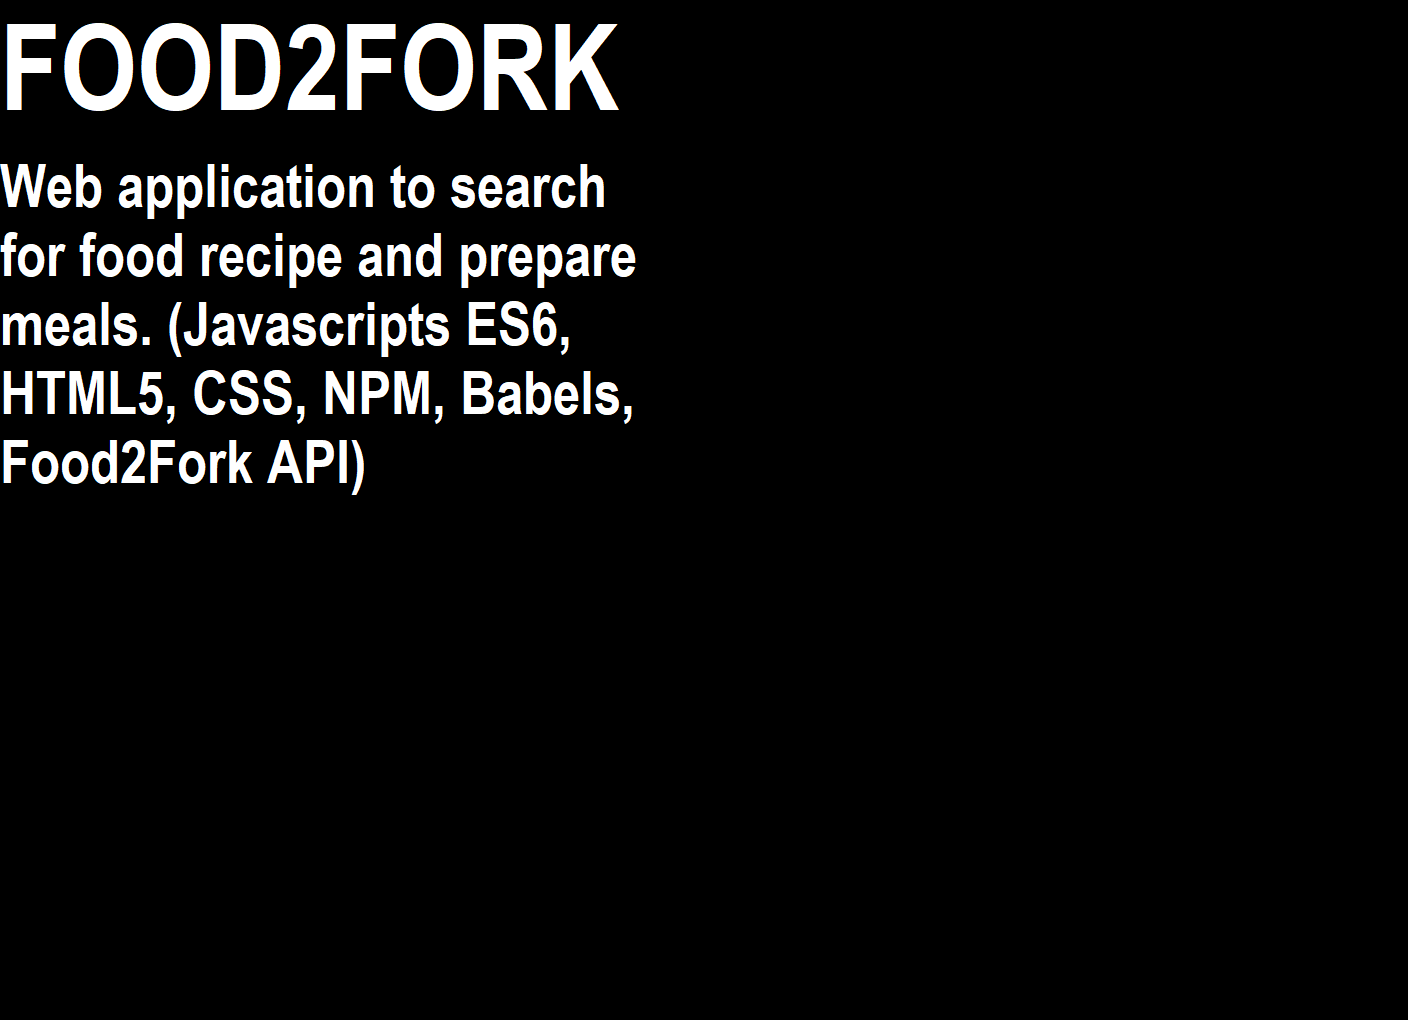 FOOD2FORK
Web application to search
for food recipe and prepare
meals. (Javascripts ES6,
HTML5, CSS, NPM, Babels,
Food2Fork API)